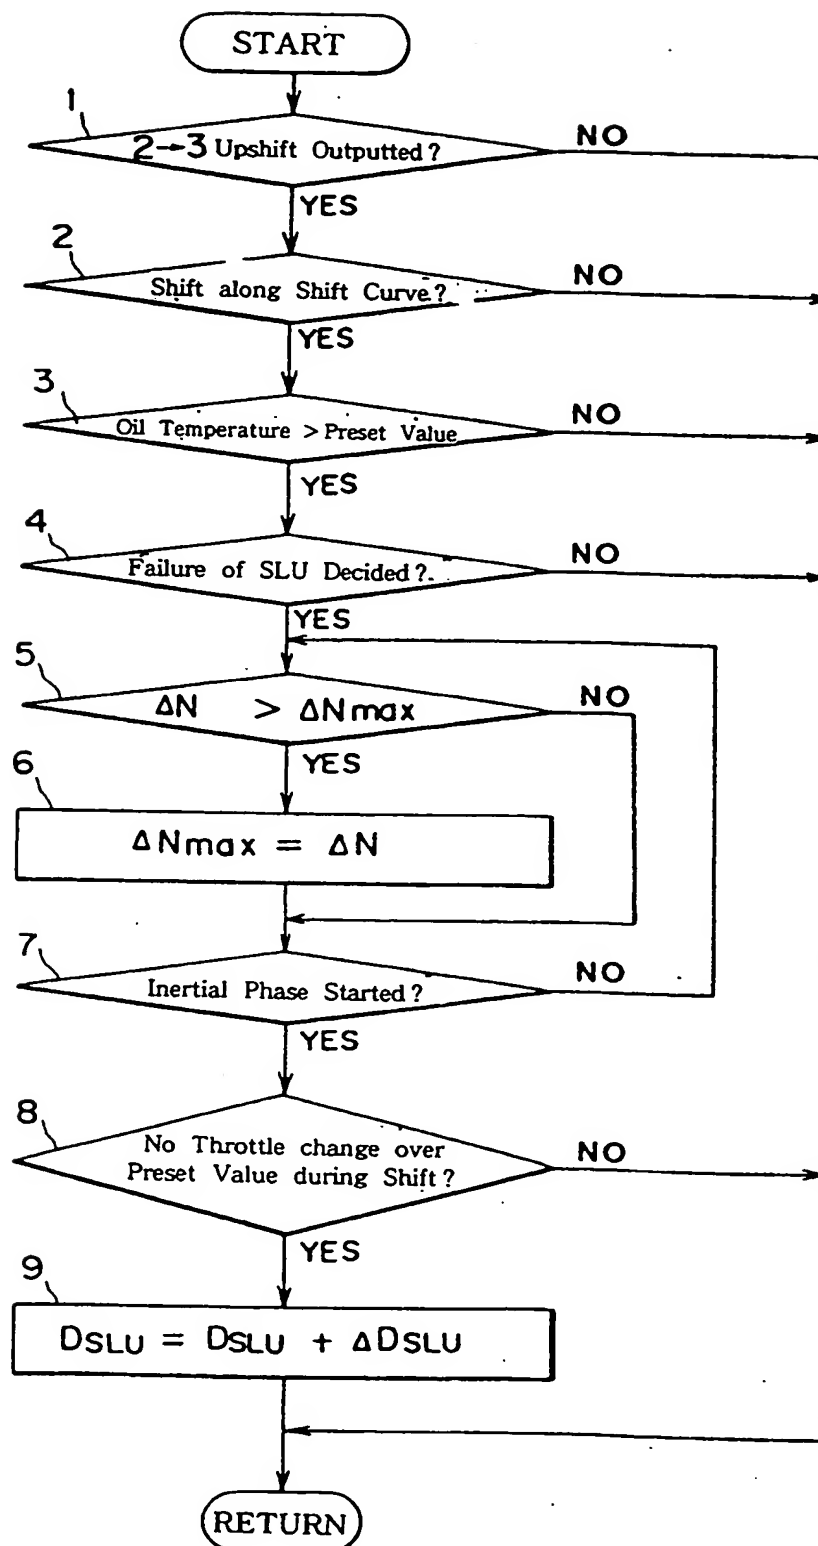 START
1
2→3 Upshift Outputted?
NO
YES
2
Shift along Shift Curve?
NO
YES
3
Oil Temperature > Preset Value
NO
YES
4
Failure of SLU Decided?
NO
YES
5
ΔN > ΔNmax
NO
YES
6
ΔNmax = ΔN
7
Inertial Phase Started?
NO
YES
8
No Throttle change over
Preset Value during Shift?
NO
YES
9
DSLU = DSLU + ΔDSLU
RETURN